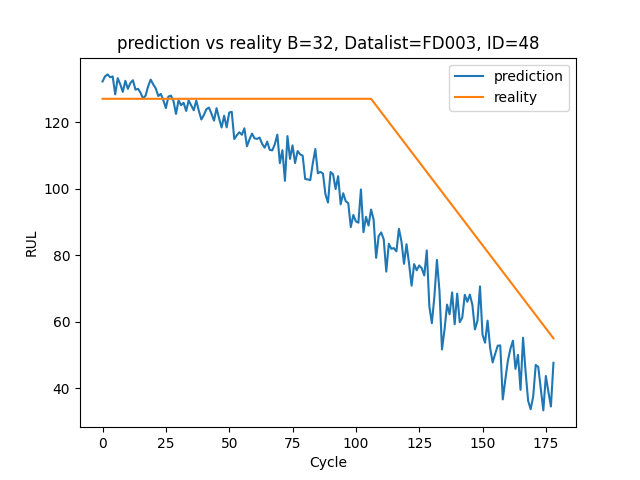 prediction vs reality B=32, Datalist=FD003, ID=48
prediction
reality
RUL
120
100
80
60
40
0 25 50 75 100 125 150 175
Cycle